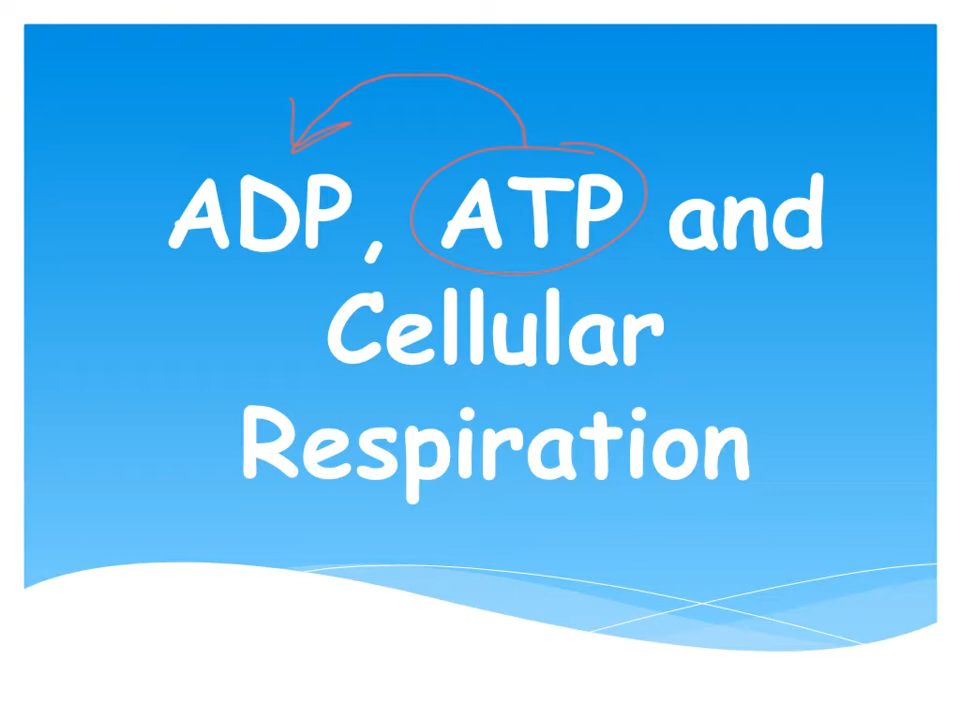 ADP, ATP and
Cellular
Respiration